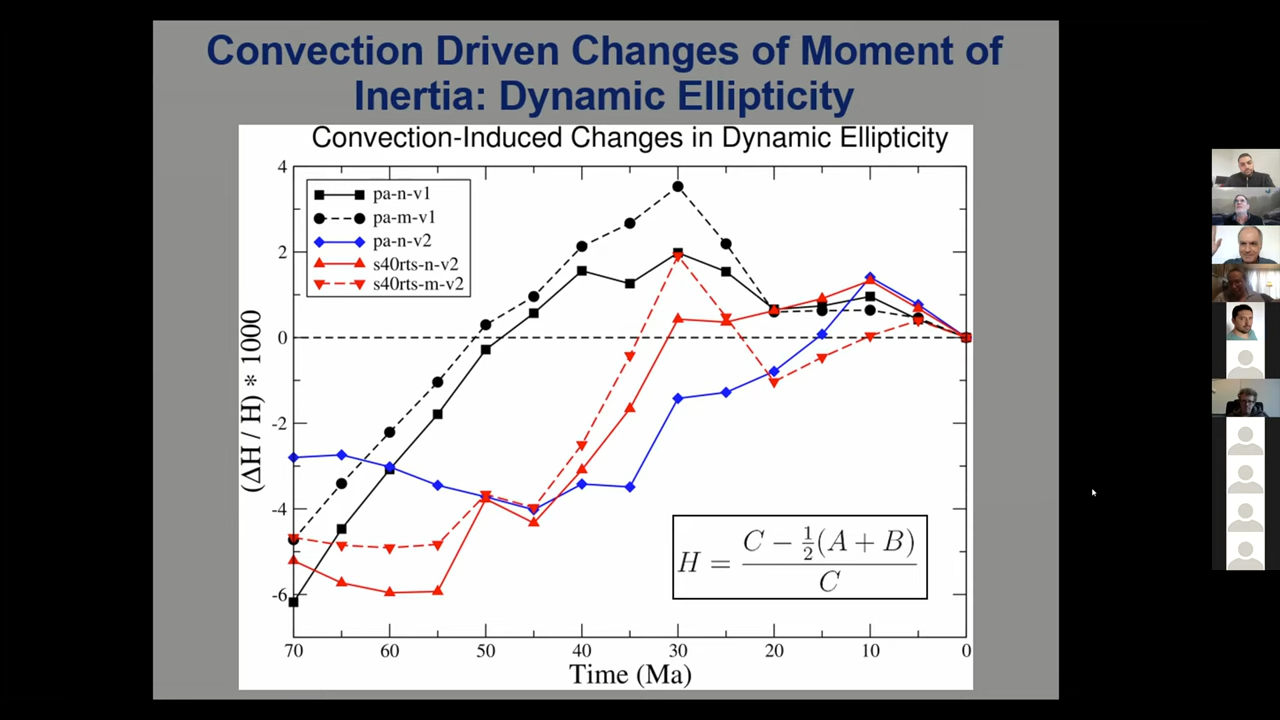 Convection Driven Changes of Moment of
Inertia: Dynamic Ellipticity
Convection-Induced Changes in Dynamic Ellipticity
4
2
0
-2
-4
-6
(ΔH / H) * 1000
pa-n-v1
pa-m-v1
pa-n-v2
s40rts-n-v2
s40rts-m-v2
H = (C − ½(A + B)) / C
70 60 50 40 30 20 10 0
Time (Ma)